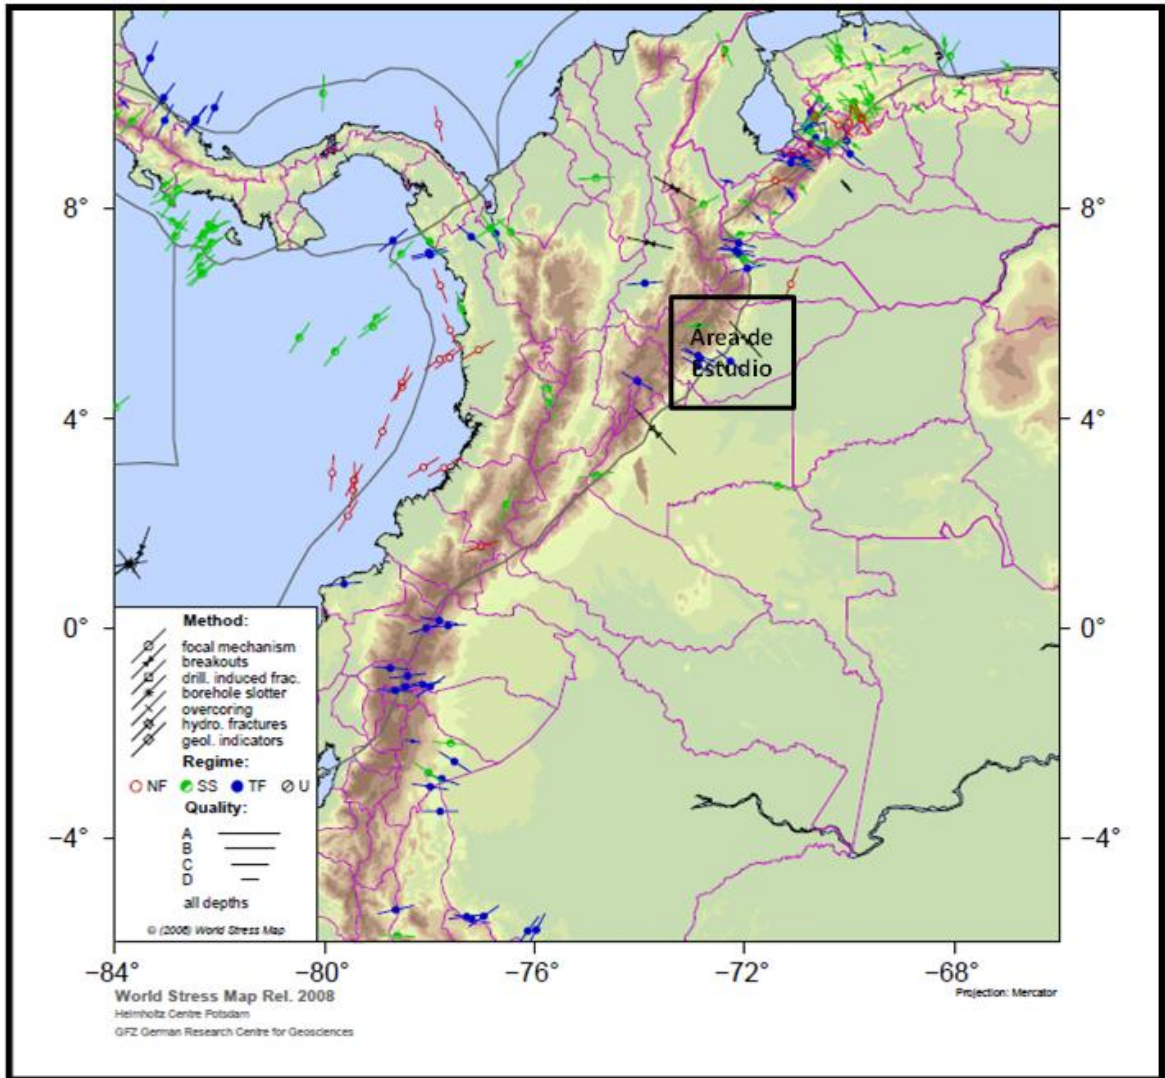 Área de
Estudio
8°
8°
4°
4°
0°
0°
−4°
−4°
Method:
focal mechanism
breakouts
drill. induced frac.
borehole slotter
overcoring
hydro. fractures
geol. indicators
Regime:
NF SS TF U
Quality:
A
B
C
D
all depths
© (2008) World Stress Map
−84° −80° −76° −72° −68°
World Stress Map Rel. 2008
Projection: Mercator
Helmholtz Centre Potsdam
GFZ German Research Centre for Geosciences